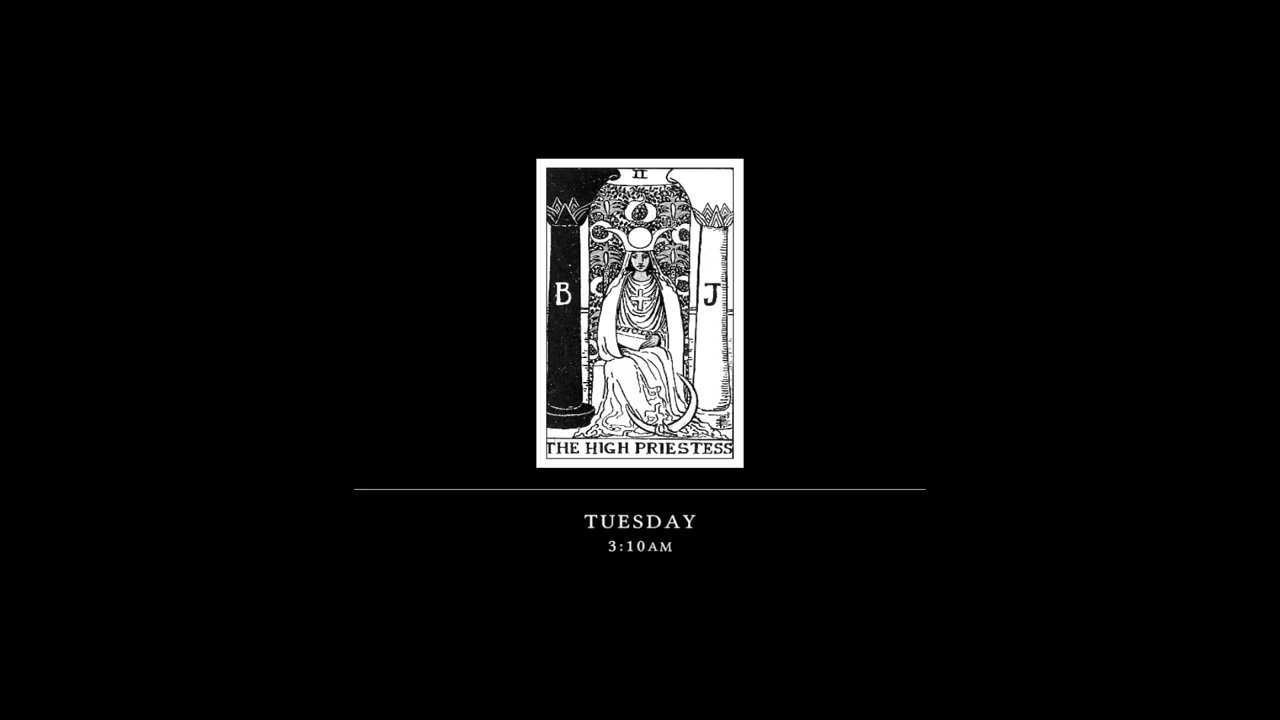 II
B
J
THE HIGH PRIESTESS
TUESDAY
3:10AM